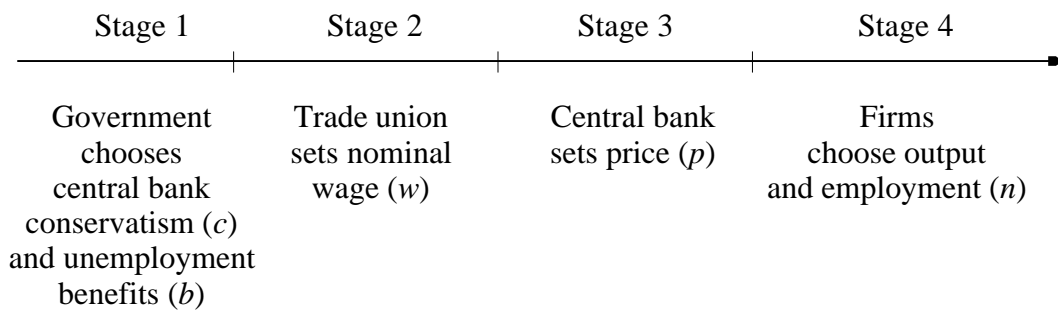 Stage 1
Stage 2
Stage 3
Stage 4
Government
chooses
central bank
conservatism (c)
and unemployment
benefits (b)
Trade union
sets nominal
wage (w)
Central bank
sets price (p)
Firms
choose output
and employment (n)